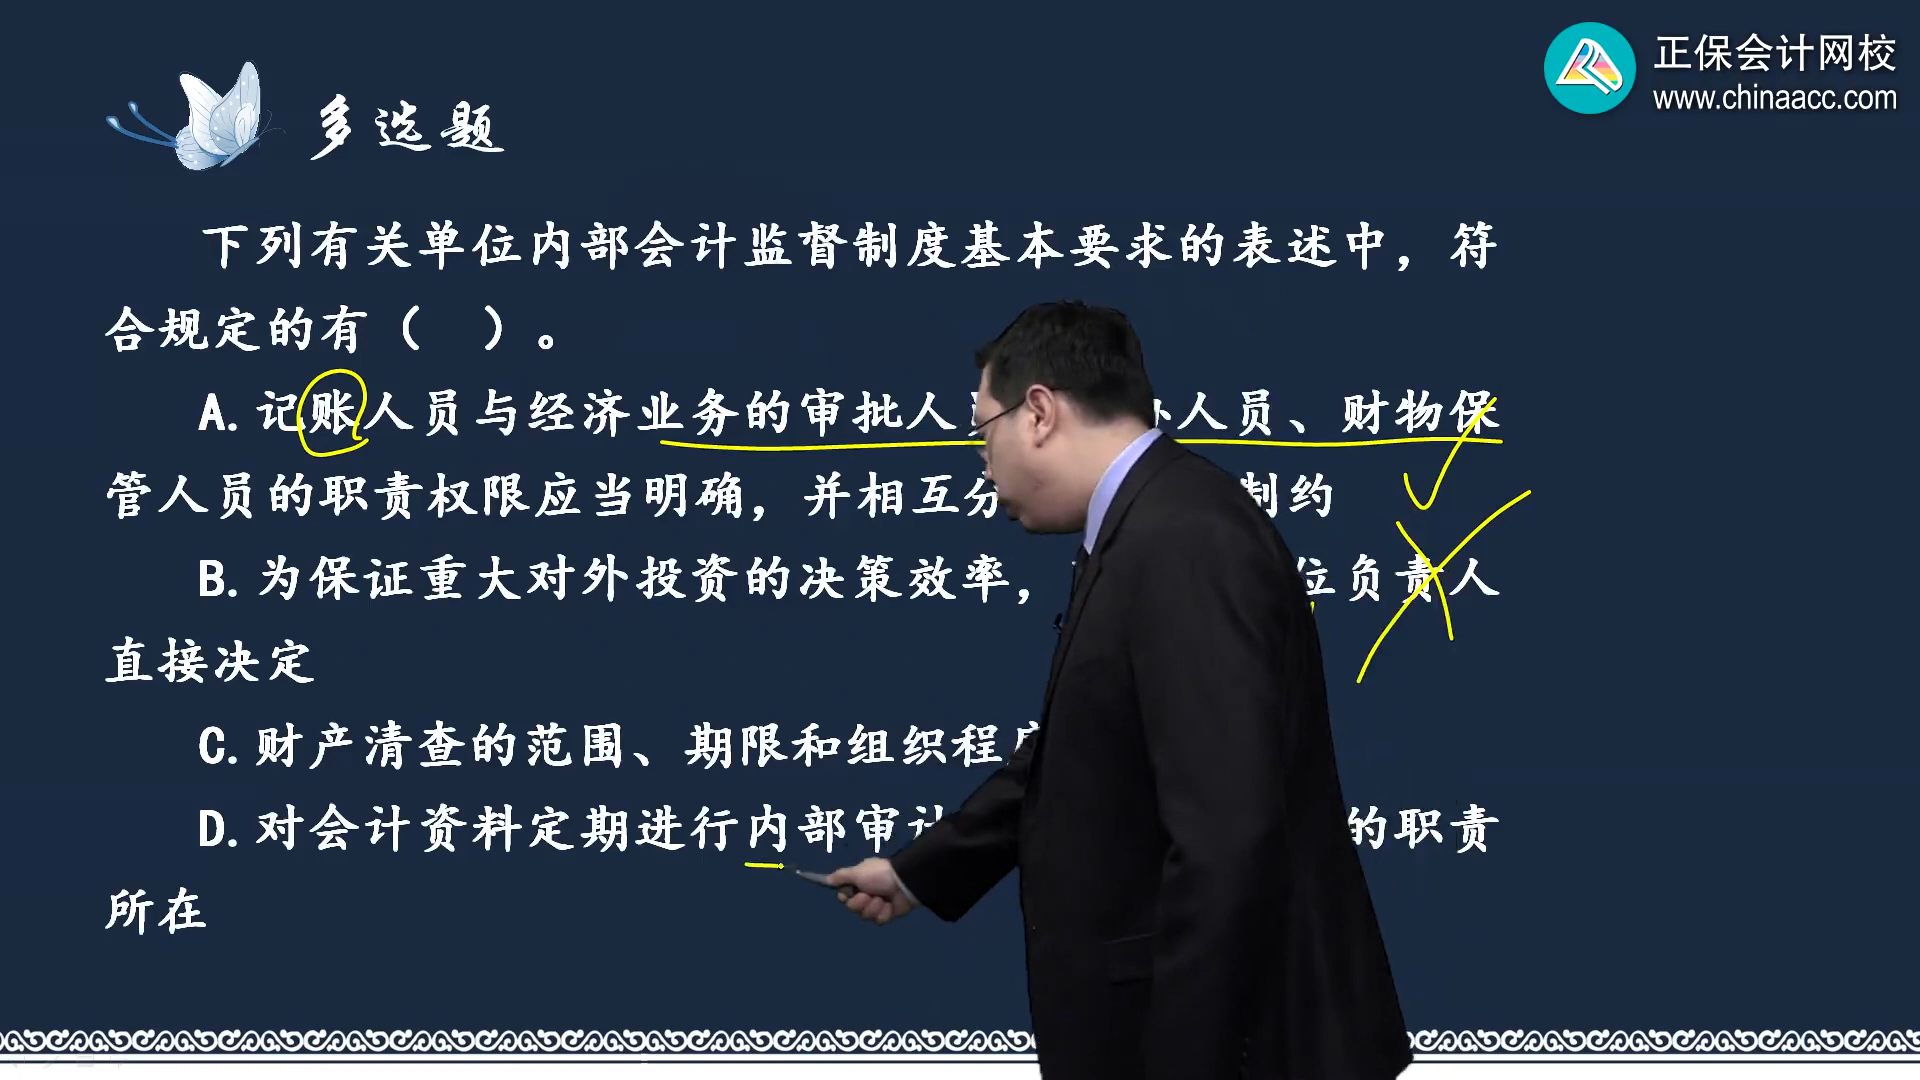 正保会计网校
www.chinaacc.com
多选题
下列有关单位内部会计监督制度基本要求的表述中，符
合规定的有（ ）。
A.记账人员与经济业务的审批人 人员、财物保
管人员的职责权限应当明确，并相互分 制约
B.为保证重大对外投资的决策效率， 位负责人
直接决定
C.财产清查的范围、期限和组织程
D.对会计资料定期进行内部审计 的职责
所在